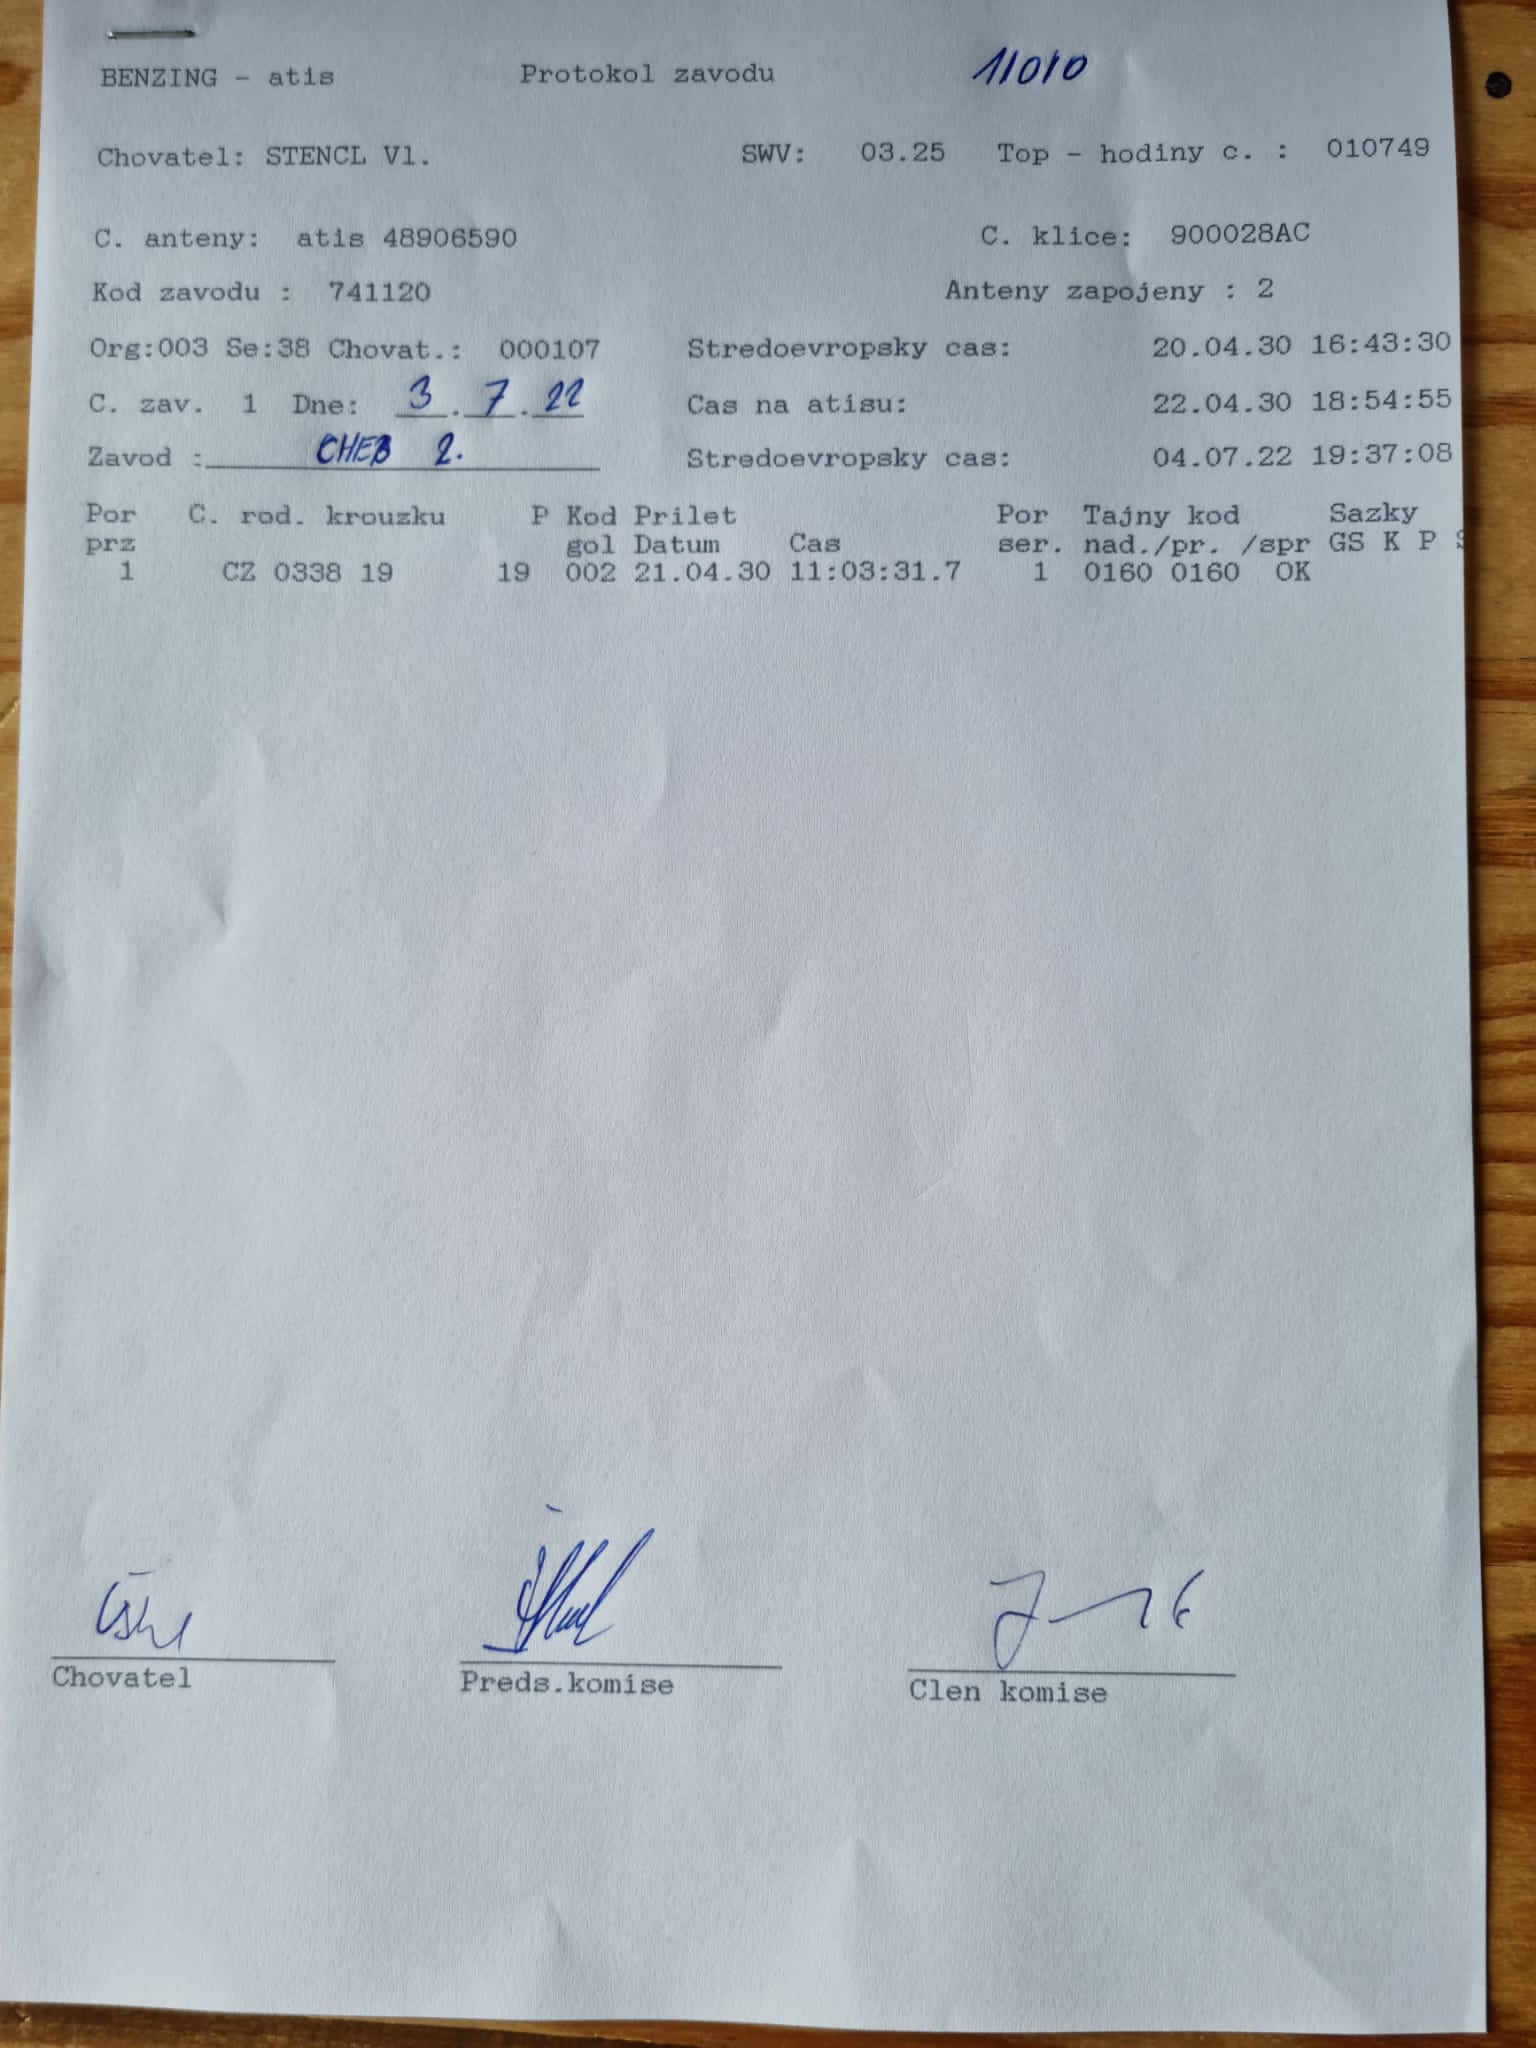 BENZING - atis Protokol zavodu 1/0/0
Chovatel: STENCL Vl. SWV: 03.25 Top - hodiny c. : 010749
C. anteny: atis 48906590 C. klice: 900028AC
Kod zavodu : 741120 Anteny zapojeny : 2
Org:003 Se:38 Chovat.: 000107 Stredoevropsky cas: 20.04.30 16:43:30
C. zav. 1 Dne: 3.7.22 Cas na atisu: 22.04.30 18:54:55
Zavod : CHEB 2. Stredoevropsky cas: 04.07.22 19:37:08
Por C. rod. krouzku P Kod Prilet Por Tajny kod Sazky
prz gol Datum Cas ser. nad./pr. /spr GS K P S
1 CZ 0338 19 19 002 21.04.30 11:03:31.7 1 0160 0160 OK
Chovatel Preds.komise Clen komise